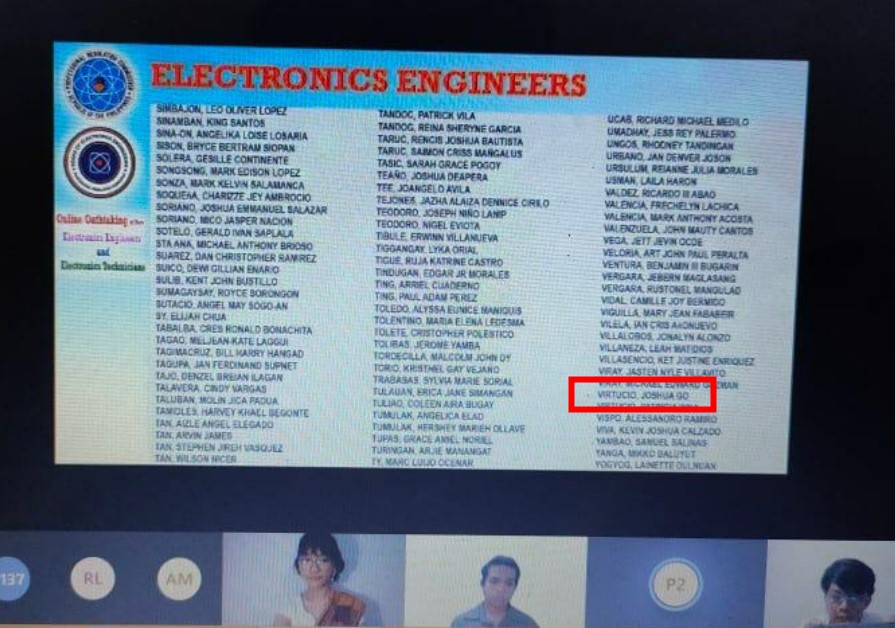 ELECTRONICS ENGINEERS
Online Oathtaking
Electronics Engineers
and
Electronics Technicians
SIMBAJON, LEO OLIVER LOPEZ
SINAMBAN, KING SANTOS
SINA-ON, ANGELIKA LOISE LOSARIA
SISON, BRYCE BERTRAM SIOPAN
SOLERA, GESILLE CONTINENTE
SONGSONG, MARK EDISON LOPEZ
SONZA, MARK KELVIN SALAMANCA
SOQUEÑA, CHARIZZE JEY AMBROCIO
SORIANO, JOSHUA EMMANUEL SALAZAR
SORIANO, MICO JASPER NACION
SOTELO, GERALD IVAN SAPLALA
STA ANA, MICHAEL ANTHONY BRIOSO
SUAREZ, DAN CHRISTOPHER RAMIREZ
SUICO, DEWI GILLIAN ENARIO
SULIB, KENT JOHN BUSTILLO
SUMAGAYSAY, ROYCE SORONGON
SUTACIO, ANGEL MAY SOGO-AN
SY, ELIJAH CHUA
TABALBA, CRES RONALD BONACHITA
TAGAO, MELJEAN KATE LAGGUI
TAGIMACRUZ, BILL HARRY HANGAD
TAGUPA, JAN FERDINAND SUPNET
TAJO, DENZEL BREIAN ILAGAN
TALAVERA, CINDY VARGAS
TALUBAN, MOLIN JICA PADUA
TAMIOLES, HARVEY KHAEL BEGONTE
TAN, AIZLE ANGEL ELEGADO
TAN, ARVIN JAMES
TAN, STEPHEN JIREH VASQUEZ
TAN, WILSON NICER
TANDOC, PATRICK VILA
TANDOG, REINA SHERYNE GARCIA
TARUC, RENCIS JOSHUA BAUTISTA
TARUC, SAIMON CRISS MANGALUS
TASIC, SARAH GRACE POGOY
TEAÑO, JOSHUA DEAPERA
TEE, JOANGELO AVILA
TEJONES, JAZHA ALAIZA DENNICE CIRILO
TEODORO, JOSEPH NIÑO LANIP
TEODORO, NIGEL EVIOTA
TIBULE, ERWINN VILLANUEVA
TIGGANGAY, LYKA ORIAL
TIGUE, RUJA KATRINE CASTRO
TINDUGAN, EDGAR JR MORALES
TING, ARRIEL CUADERNO
TING, PAUL ADAM PEREZ
TOLEDO, ALYSSA EUNICE MANIQUIS
TOLENTINO, MARIA ELENA LEDESMA
TOLETE, CRISTOPHER POLESTICO
TOLIBAS, JEROME YAMBA
TORDECILLA, MALCOLM JOHN DY
TORIO, KRISTHEL GAY VEJANO
TRABASAS, SYLVIA MARIE SORIAL
TULAUAN, ERICA JANE SIMANGAN
TULIAO, COLEEN AIRA BUGAY
TUMULAK, ANGELICA ELAD
TUMULAK, HERSHEY MARIEH OLLAVE
TUPAS, GRACE ANIEL NORIEL
TURINGAN, ARJIE MANANGAT
TY, MARC LUIJO OCENAR
UCAB, RICHARD MICHAEL MEDILO
UMADHAY, JESS REY PALERMO
UNGOS, RHOONEY TANDINGAN
URBANO, JAN DENVER JOSON
URSULUM, REIANNE JULIA MORALES
USMAN, LAILA HARON
VALDEZ, RICARDO III ABAO
VALENCIA, FRECHELYN LACHICA
VALENCIA, MARK ANTHONY ACOSTA
VALENZUELA, JOHN MAUTY CANTOS
VEGA, JETT JEVIN OCDE
VELORIA, ART JOHN PAUL PERALTA
VENTURA, BENJAMIN III BUGARIN
VERGARA, JEBERN MAGLASANG
VERGARA, RUSTONEL MANGULAD
VIDAL, CAMILLE JOY BERMIDO
VIGUILLA, MARY JEAN FABABEIR
VILELA, IAN CRIS AÑONUEVO
VILLALOBOS, JONALYN ALONZO
VILLANEZA, LEAH MATIDIOS
VILLASENCIO, KET JUSTINE ENRIQUEZ
VIRAY, JASTEN NYLE VILLAVITO
VIRAY, MICHAEL EDWARD GUZMAN
VIRTUCIO, JOSHUA GO
VISPO, ALESSANDRO RAMIRO
VIVA, KEVIN JOSHUA CALZADO
YAMBAO, SAMUEL SALINAS
YANGA, MIKKO BALUYUT
YOGYOG, LAINETTE DULNUAN
137
RL
AM
P2